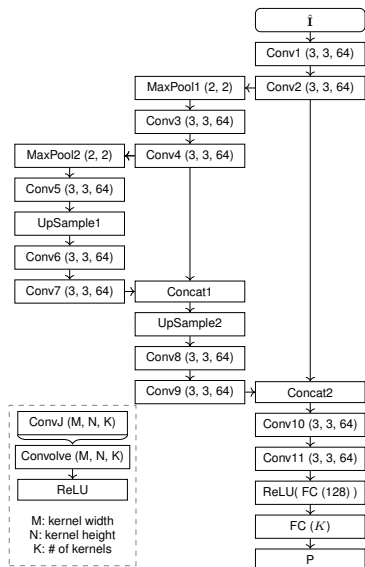 Î
Conv1 (3, 3, 64)
MaxPool1 (2, 2)
Conv2 (3, 3, 64)
Conv3 (3, 3, 64)
MaxPool2 (2, 2)
Conv4 (3, 3, 64)
Conv5 (3, 3, 64)
UpSample1
Conv6 (3, 3, 64)
Conv7 (3, 3, 64)
Concat1
UpSample2
Conv8 (3, 3, 64)
Conv9 (3, 3, 64)
Concat2
Conv10 (3, 3, 64)
Conv11 (3, 3, 64)
ReLU( FC (128) )
FC (K)
P
ConvJ (M, N, K)
Convolve (M, N, K)
ReLU
M: kernel width
N: kernel height
K: # of kernels